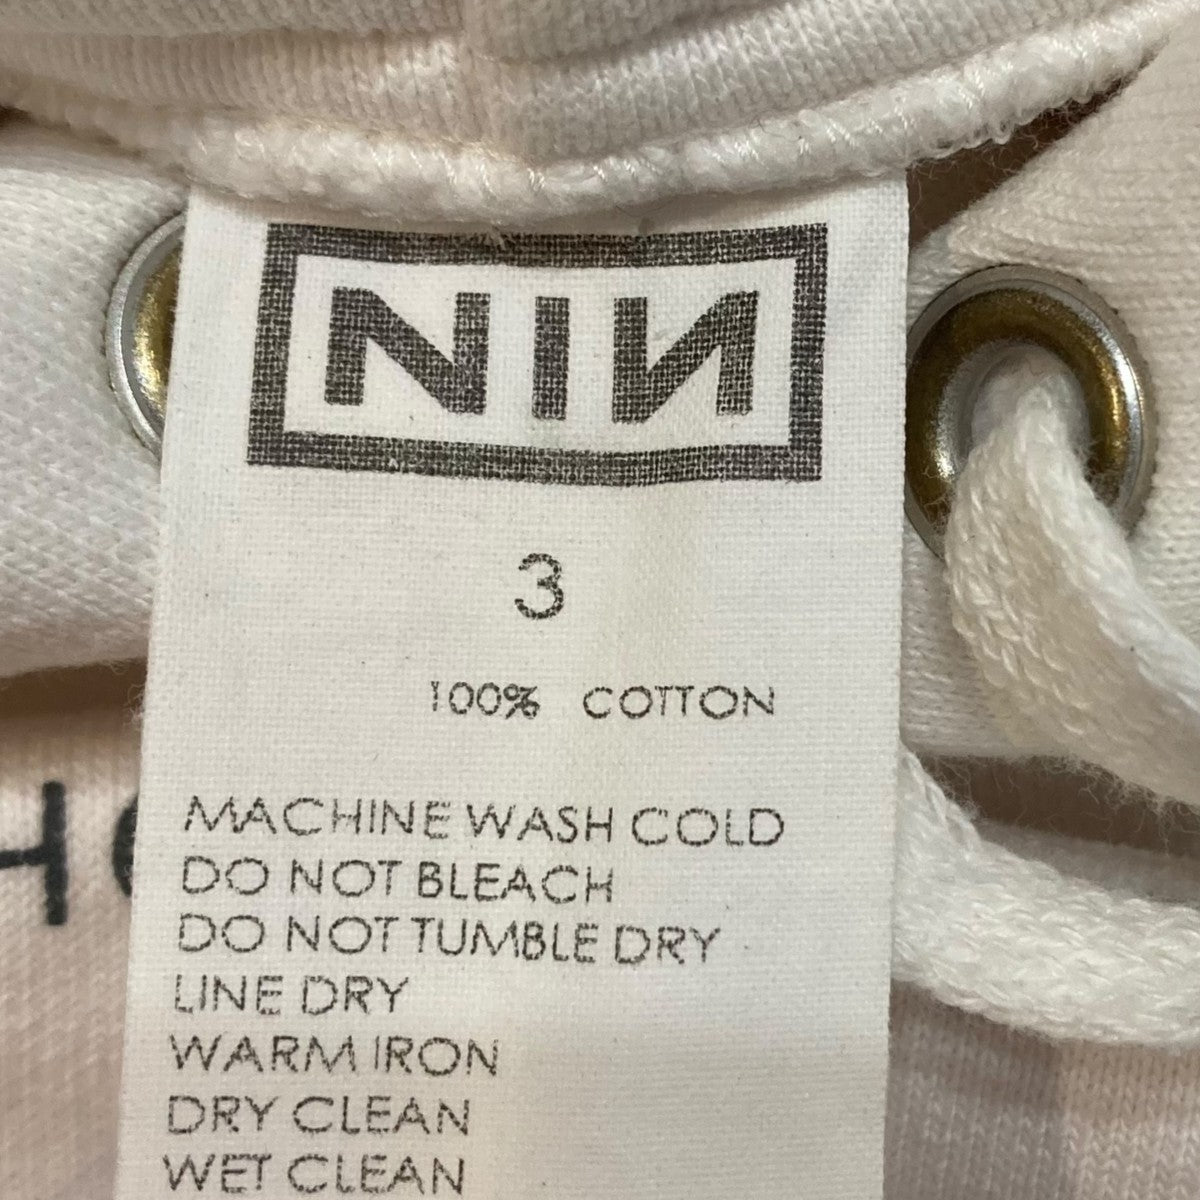 NIN
3
100% COTTON
MACHINE WASH COLD
DO NOT BLEACH
DO NOT TUMBLE DRY
LINE DRY
WARM IRON
DRY CLEAN
WET CLEAN